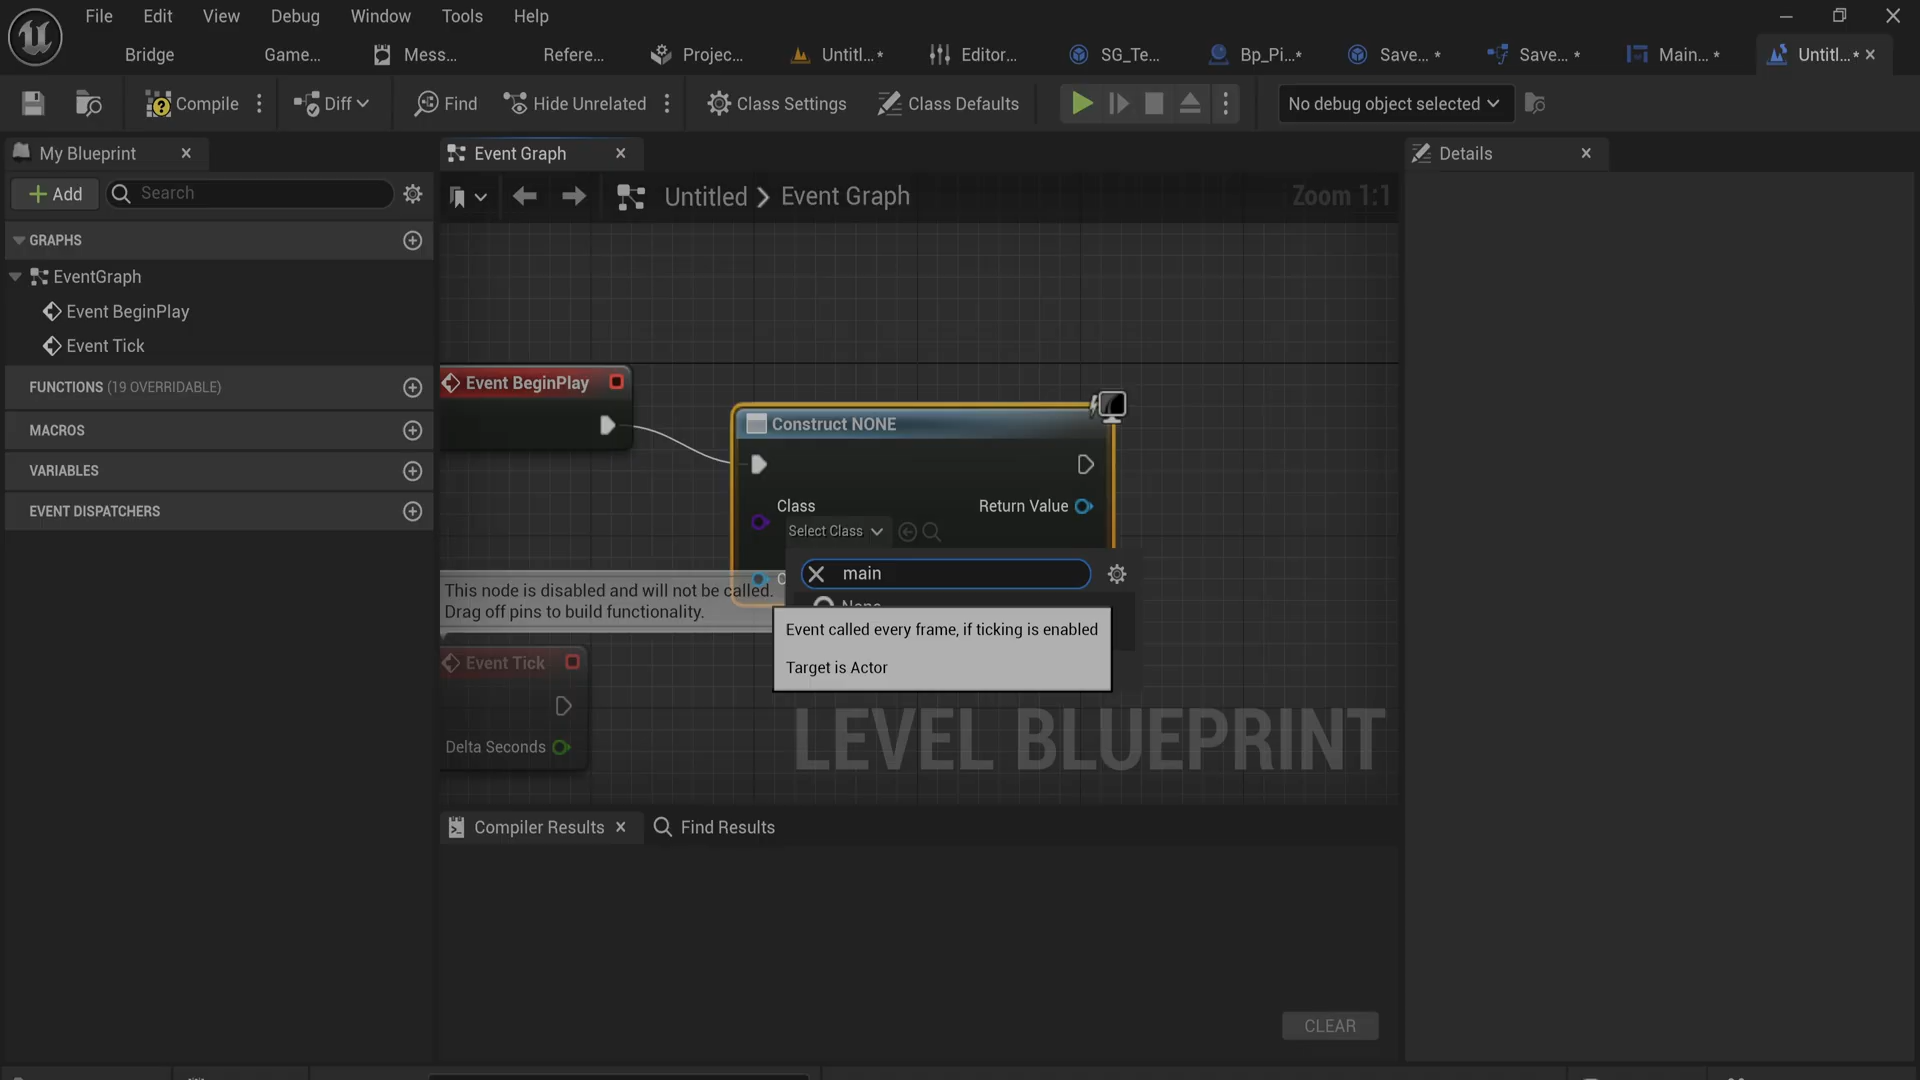 File Edit View Debug Window Tools Help
Bridge Game... Mess... Refere... Projec... Untitl...* Editor... SG_Te... Bp_Pi...* Save... * Save... * Main... * Untitl...*
Compile Diff Find Hide Unrelated Class Settings Class Defaults No debug object selected
My Blueprint
Event Graph
Details
Add Search
Untitled > Event Graph
Zoom 1:1
GRAPHS
EventGraph
Event BeginPlay
Event Tick
FUNCTIONS (19 OVERRIDABLE)
MACROS
VARIABLES
EVENT DISPATCHERS
Event BeginPlay
Construct NONE
Class
Return Value
Select Class
main
This node is disabled and will not be called.
Drag off pins to build functionality.
Event called every frame, if ticking is enabled
Target is Actor
Event Tick
Delta Seconds
LEVEL BLUEPRINT
Compiler Results
Find Results
CLEAR